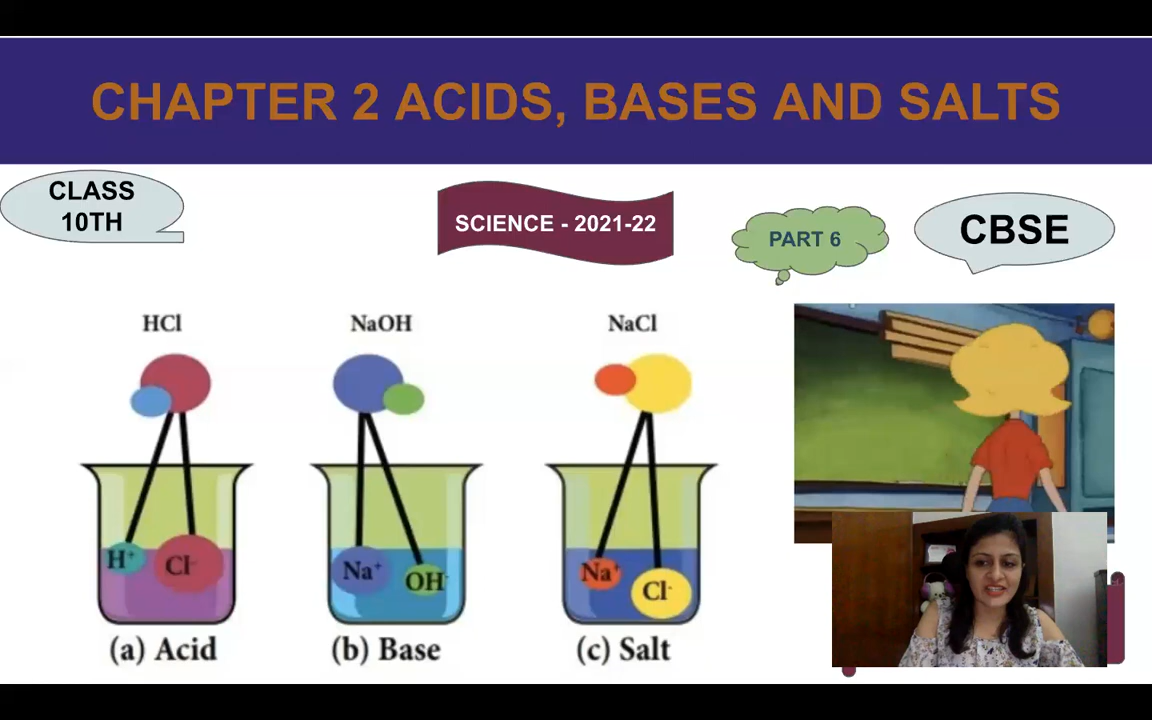 CHAPTER 2 ACIDS, BASES AND SALTS
CLASS
10TH
SCIENCE - 2021-22
PART 6
CBSE
HCl
NaOH
NaCl
H⁺
Cl⁻
Na⁺
OH⁻
Na⁺
Cl⁻
(a) Acid
(b) Base
(c) Salt